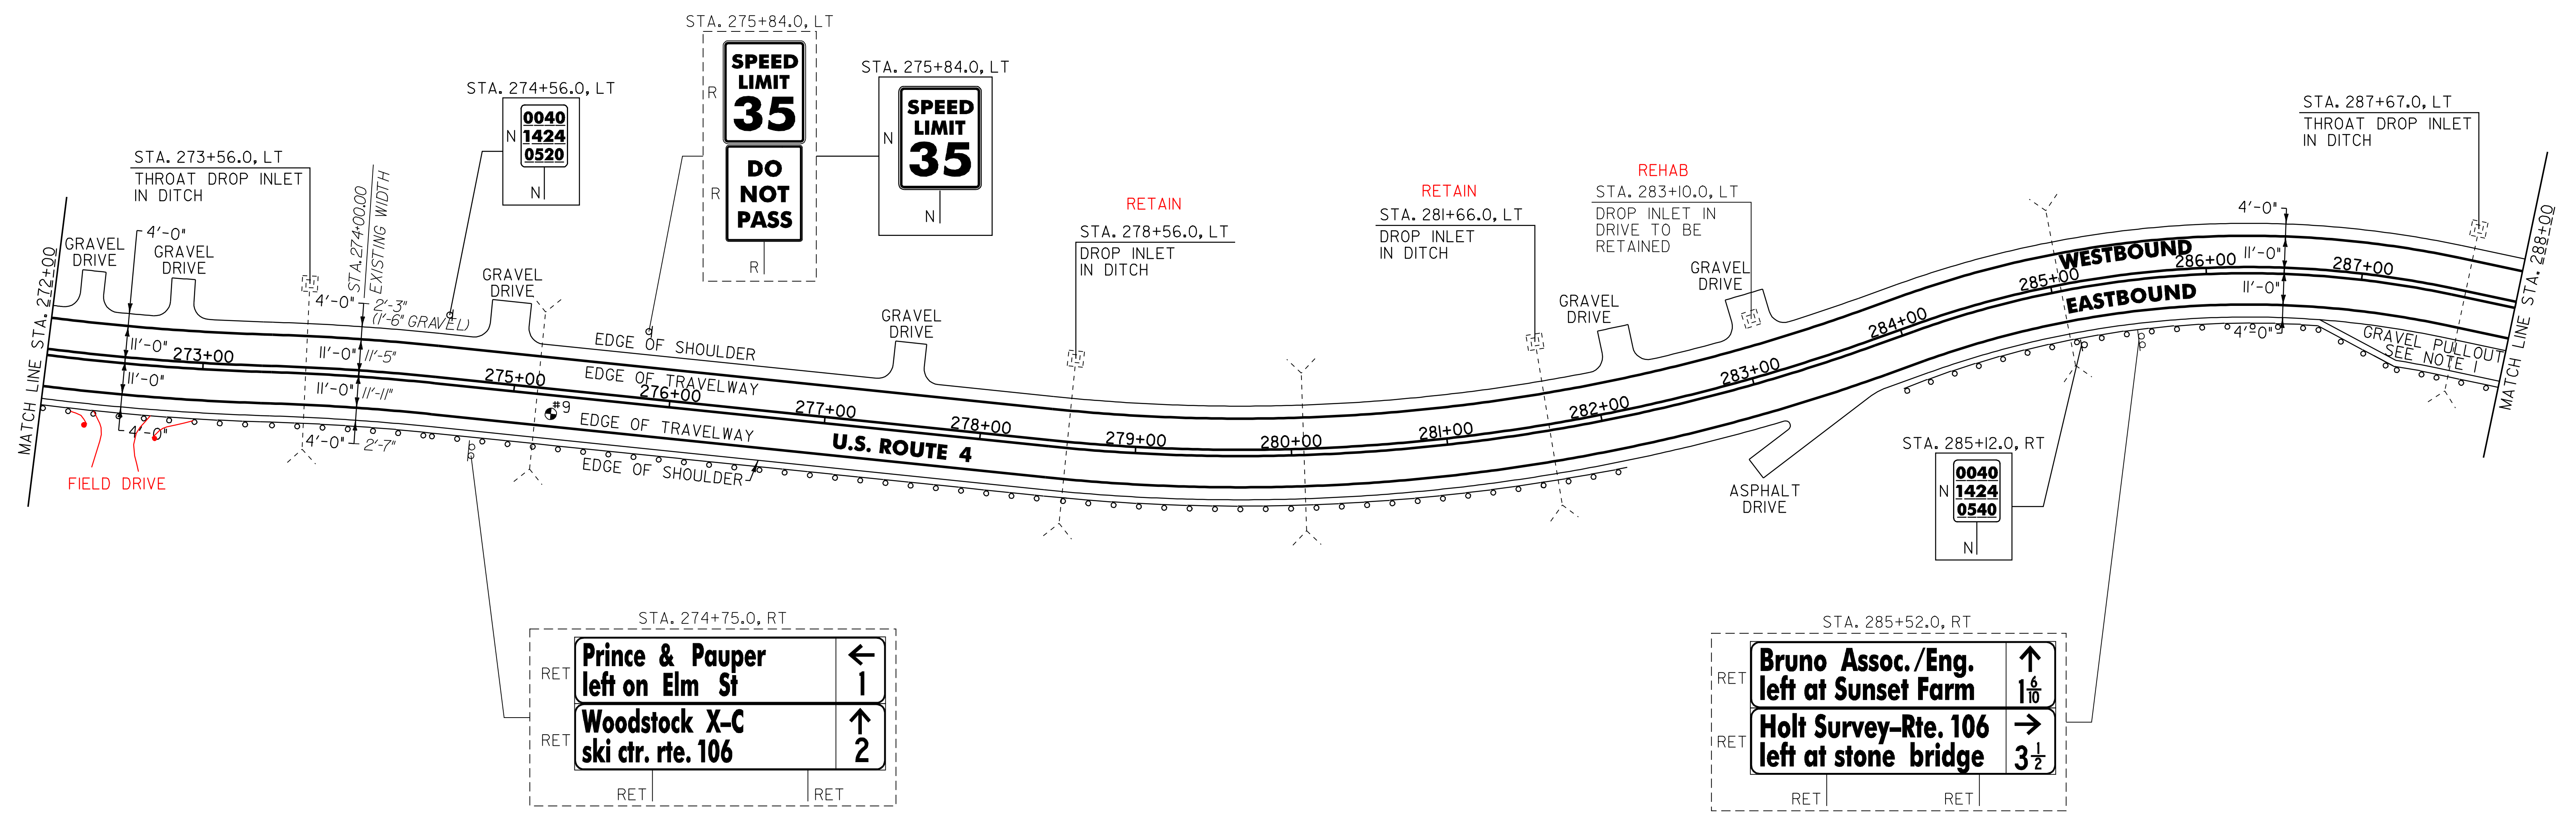 STA. 275+84.0, LT
R
SPEED
LIMIT
35
R
DO
NOT
PASS
R
STA. 275+84.0, LT
N
SPEED
LIMIT
35
N
STA. 274+56.0, LT
N
0040
1424
0520
N
STA. 273+56.0, LT
THROAT DROP INLET
IN DITCH
STA. 274+00.00
EXISTING WIDTH
MATCH LINE STA. 272+00
GRAVEL
DRIVE
GRAVEL
DRIVE
4'-0"
11'-0"
11'-0"
4'-0"
FIELD DRIVE
4'-0"
2'-3"
(1'-6" GRAVEL)
11'-0"
11'-5"
11'-0"
11'-11"
4'-0"
2'-7"
GRAVEL
DRIVE
EDGE OF SHOULDER
EDGE OF TRAVELWAY
#9
EDGE OF TRAVELWAY
EDGE OF SHOULDER
U.S. ROUTE 4
273+00
275+00
276+00
277+00
278+00
279+00
280+00
281+00
282+00
283+00
284+00
285+00
286+00
287+00
GRAVEL
DRIVE
RETAIN
STA. 278+56.0, LT
DROP INLET
IN DITCH
RETAIN
STA. 281+66.0, LT
DROP INLET
IN DITCH
REHAB
STA. 283+10.0, LT
DROP INLET IN
DRIVE TO BE
RETAINED
GRAVEL
DRIVE
GRAVEL
DRIVE
ASPHALT
DRIVE
WESTBOUND
EASTBOUND
4'-0"
11'-0"
11'-0"
4'-0"
STA. 287+67.0, LT
THROAT DROP INLET
IN DITCH
GRAVEL PULLOUT
SEE NOTE 1
MATCH LINE STA. 288+00
STA. 285+12.0, RT
N
0040
1424
0540
N
STA. 274+75.0, RT
RET
Prince & Pauper
left on Elm St
←
1
RET
Woodstock X-C
ski ctr. rte. 106
↑
2
RET
RET
STA. 285+52.0, RT
RET
Bruno Assoc./Eng.
left at Sunset Farm
↑
1 6/10
RET
Holt Survey-Rte. 106
left at stone bridge
→
3 1/2
RET
RET